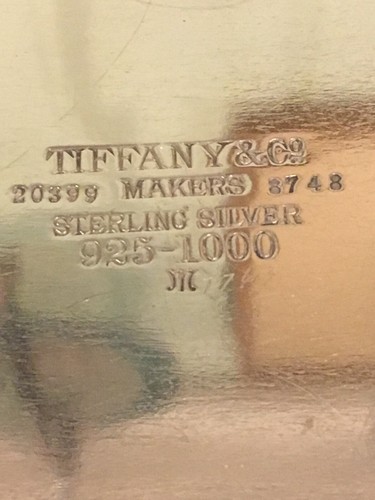 TIFFANY & Co
20399 MAKERS 8748
STERLING SILVER
925-1000
M